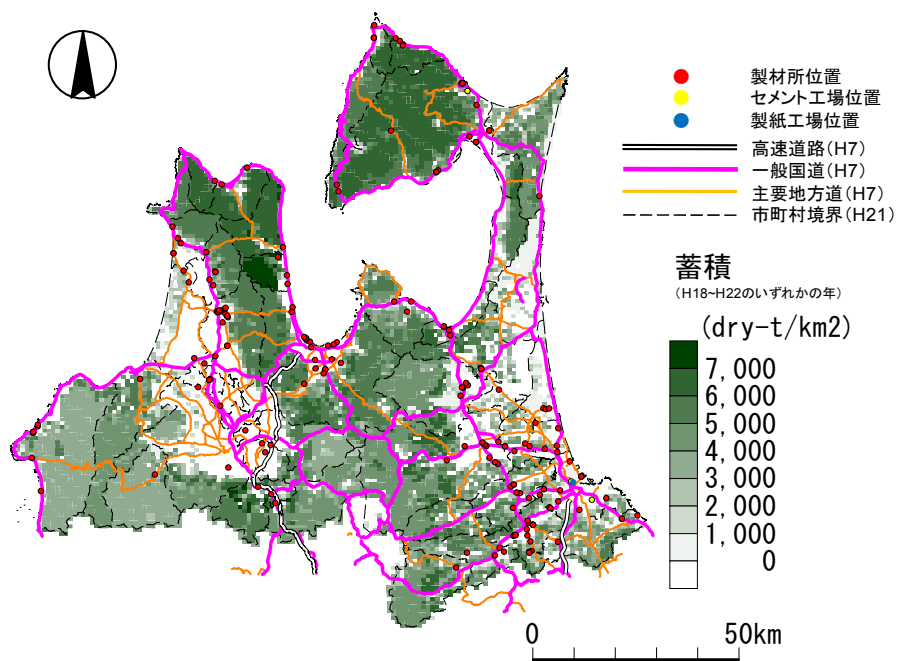 製材所位置
セメント工場位置
製紙工場位置
高速道路(H7)
一般国道(H7)
主要地方道(H7)
市町村境界(H21)
蓄積
(H18~H22のいずれかの年)
(dry-t/km2)
7,000
6,000
5,000
4,000
3,000
2,000
1,000
0
0 50km